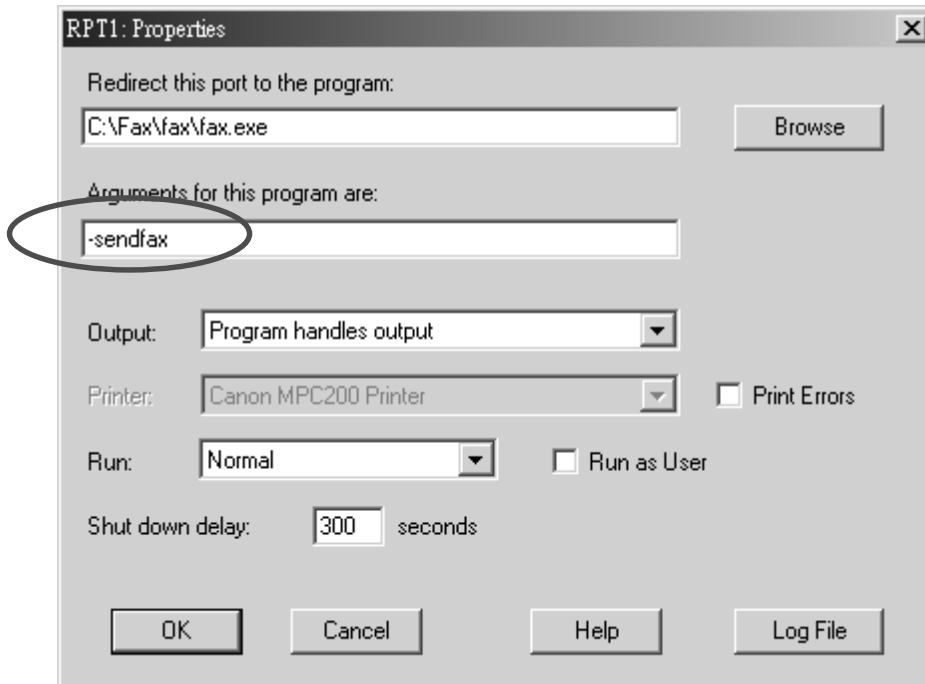 RPT1: Properties
Redirect this port to the program:
C:\Fax\fax\fax.exe
Browse
Arguments for this program are:
-sendfax
Output: Program handles output
Printer: Canon MPC200 Printer Print Errors
Run: Normal Run as User
Shut down delay: 300 seconds
OK Cancel Help Log File